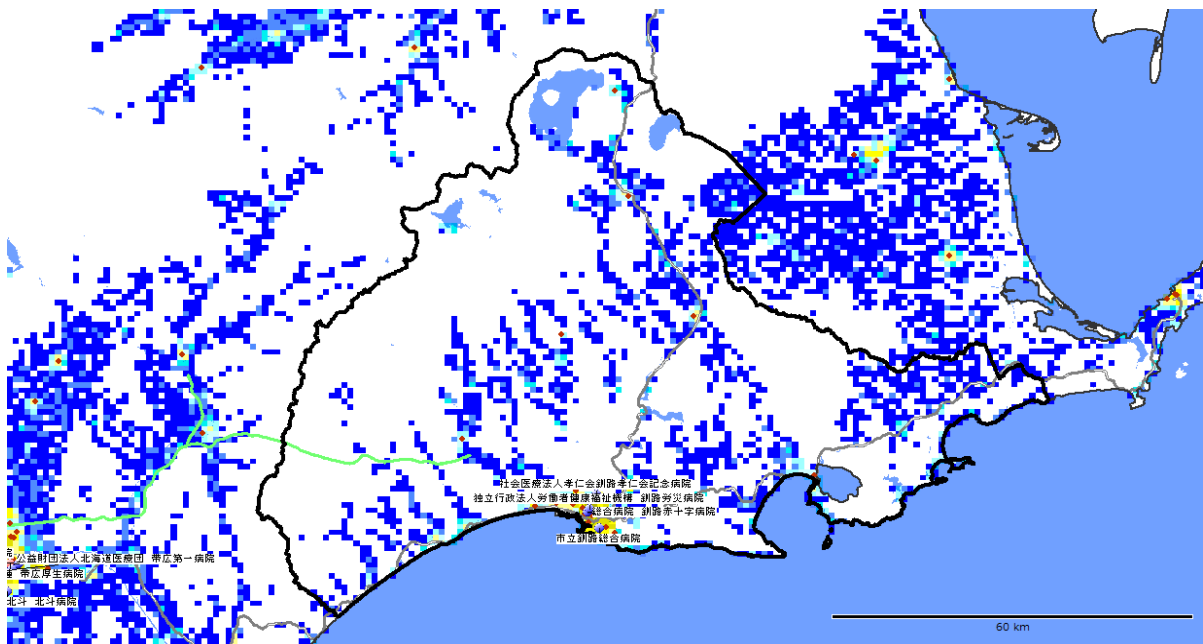 社会医療法人孝仁会釧路孝仁会記念病院
独立行政法人労働者健康福祉機構 釧路労災病院
総合病院 釧路赤十字病院
市立釧路総合病院
院
公益財団法人北海道医療団 帯広第一病院
帯広厚生病院
北斗 北斗病院
60 km